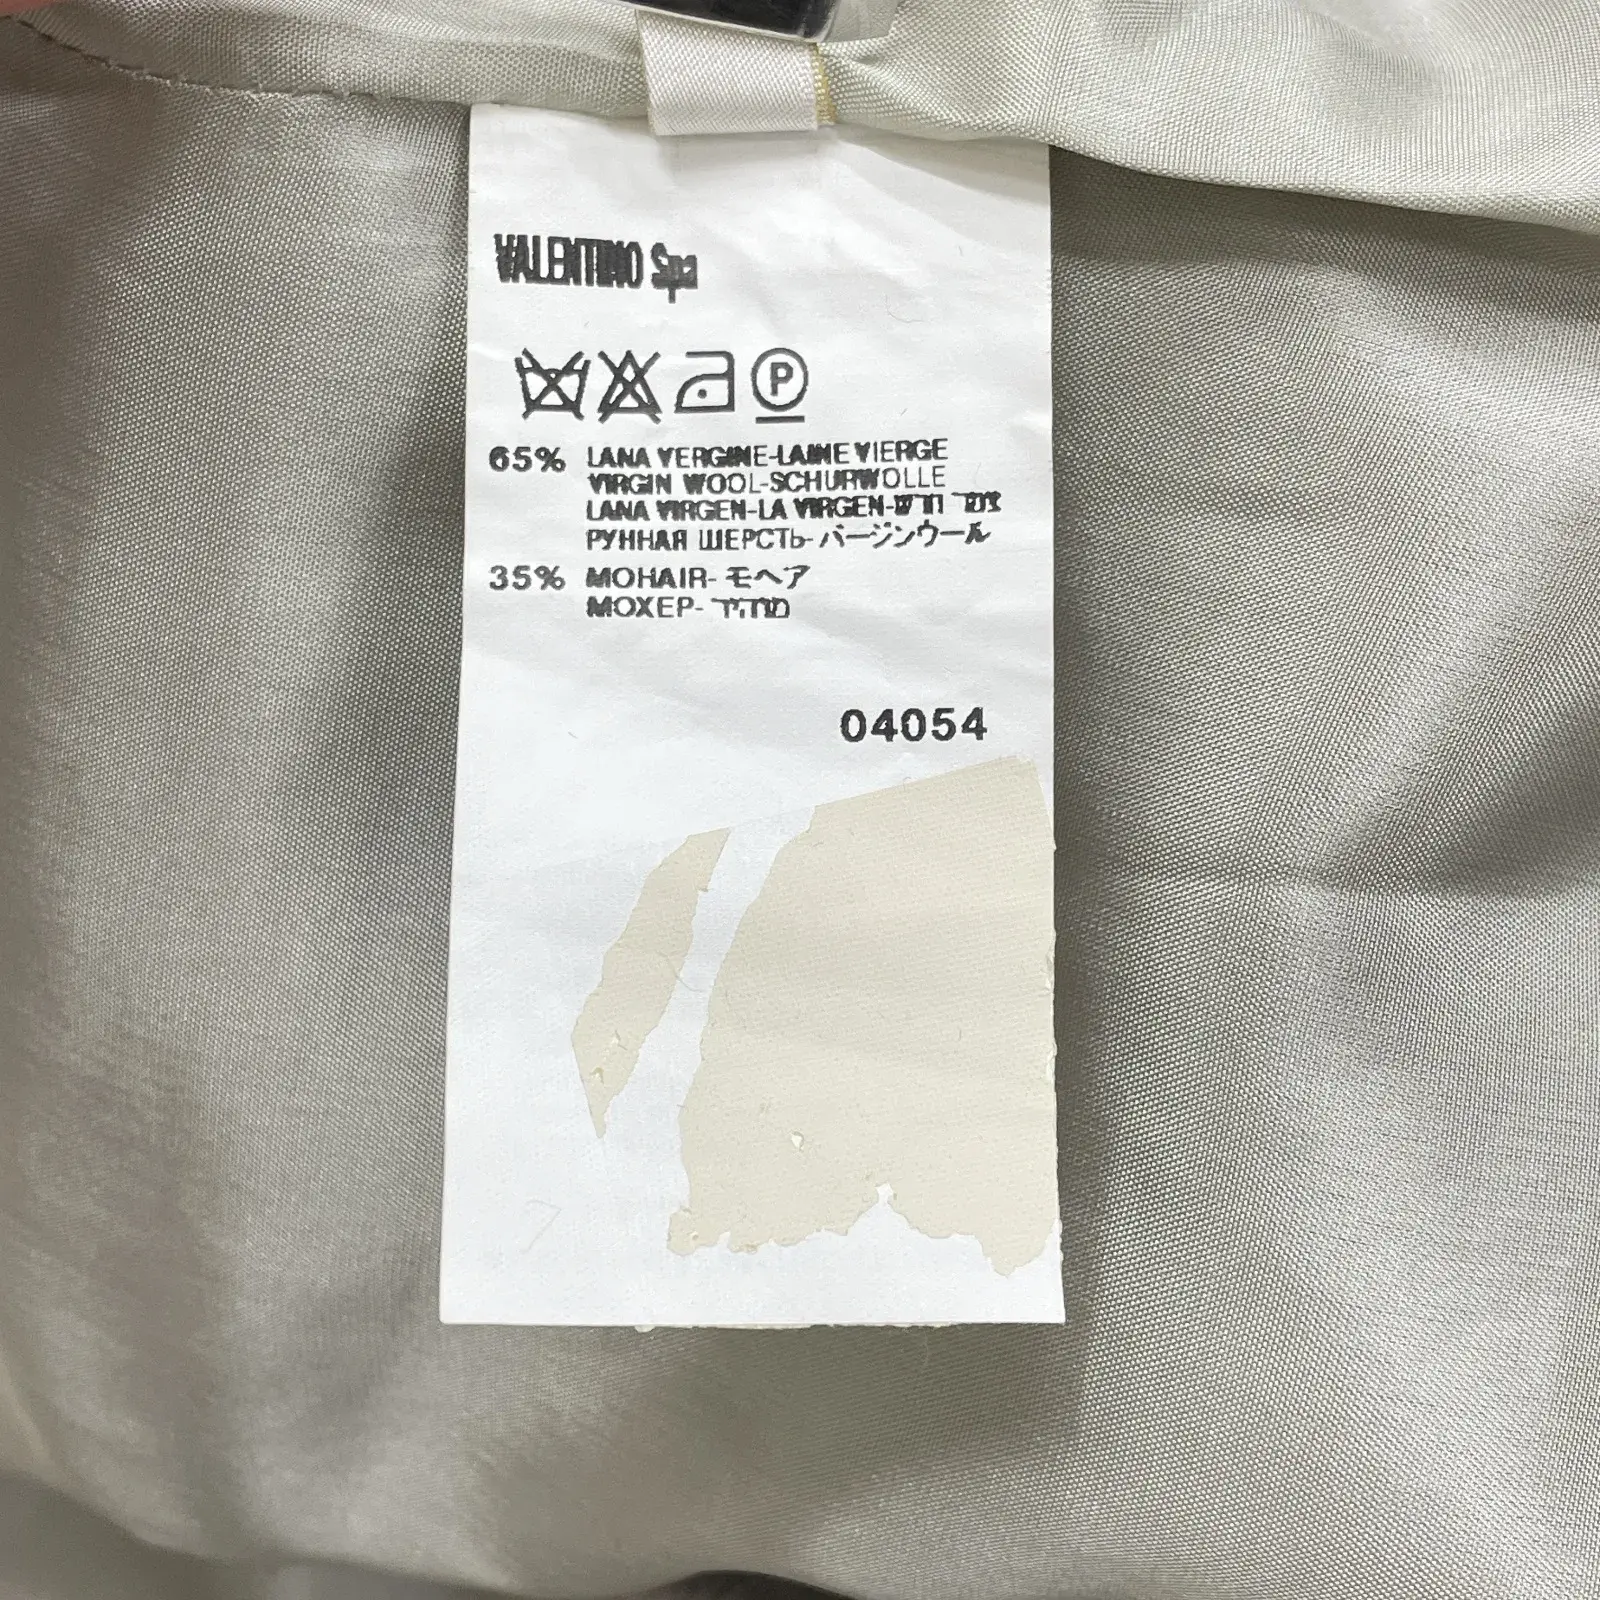 VALENTINO Spa
P
65% LANA VERGINE-LAINE VIERGE
VIRGIN WOOL-SCHURWOLLE
LANA VIRGEN-LA VIRGEN-
РУННАЯ ШЕРСТЬ-バージンウール
35% MOHAIR-モヘア
МОХЕР-
04054